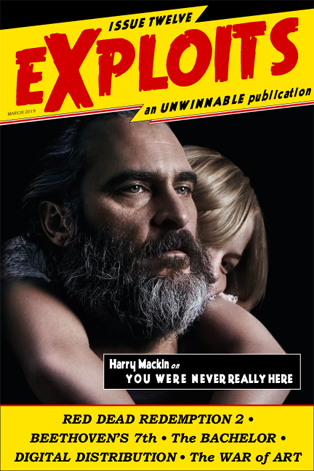 ISSUE TWELVE
EXPLOITS
MARCH 2019
an UNWINNABLE publication
Harry Mackin on
YOU WERE NEVER REALLY HERE
RED DEAD REDEMPTION 2 •
BEETHOVEN'S 7th • The BACHELOR •
DIGITAL DISTRIBUTION • The WAR of ART